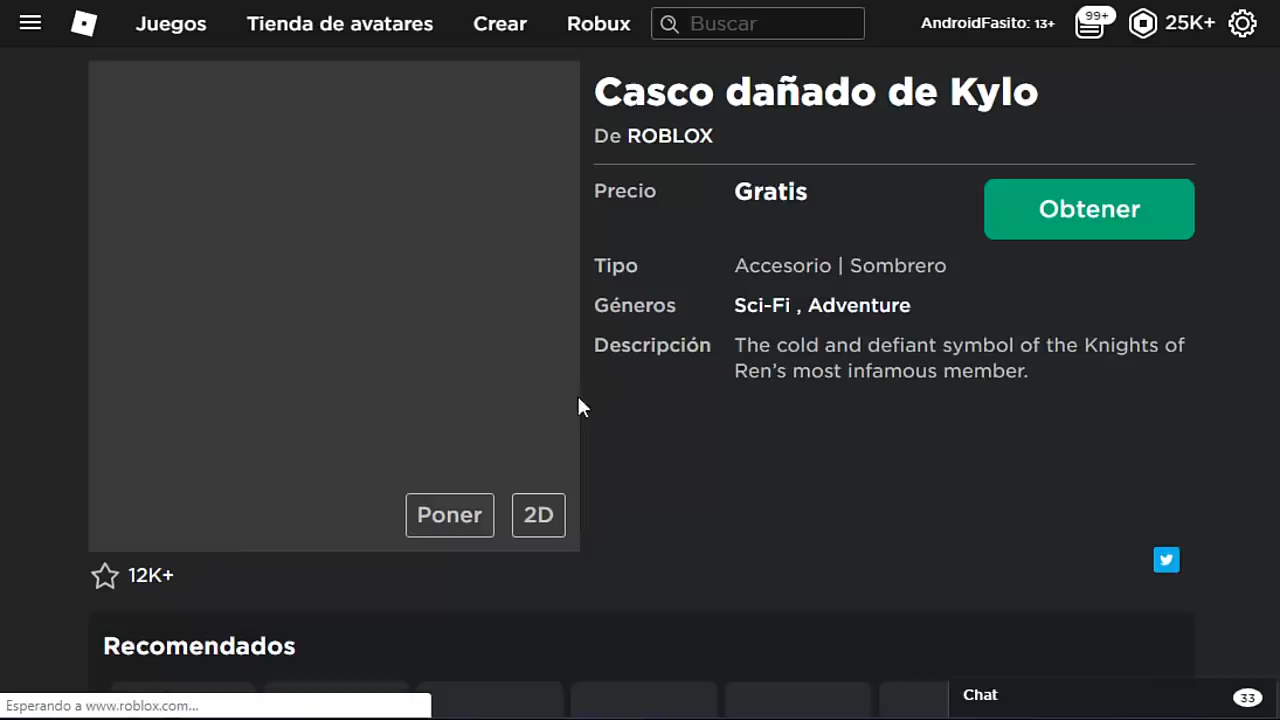 Juegos Tienda de avatares Crear Robux Buscar AndroidFasito: 13+ 99+ 25K+
Casco dañado de Kylo
De ROBLOX
Precio Gratis Obtener
Tipo Accesorio | Sombrero
Géneros Sci-Fi , Adventure
Descripción The cold and defiant symbol of the Knights of
Ren’s most infamous member.
Poner 2D
12K+
Recomendados
Chat 33
Esperando a www.roblox.com...